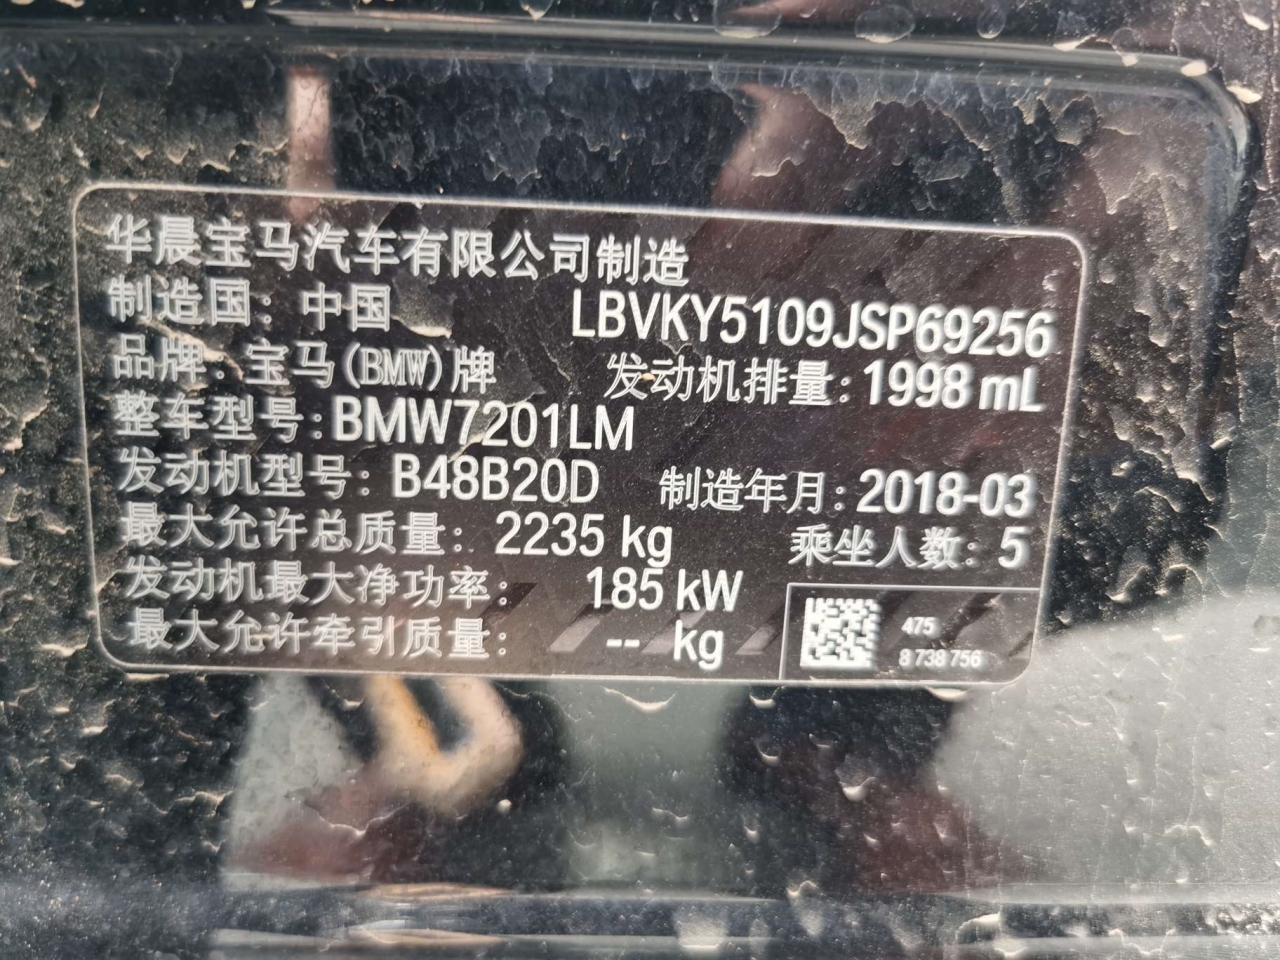 华晨宝马汽车有限公司制造
制造国：中国 LBVKY5109JSP69256
品牌：宝马(BMW)牌 发动机排量：1998 mL
整车型号：BMW7201LM
发动机型号：B48B20D 制造年月：2018-03
最大允许总质量：2235 kg 乘坐人数：5
发动机最大净功率：185 kW
最大允许牵引质量：-- kg
475
8 738 756